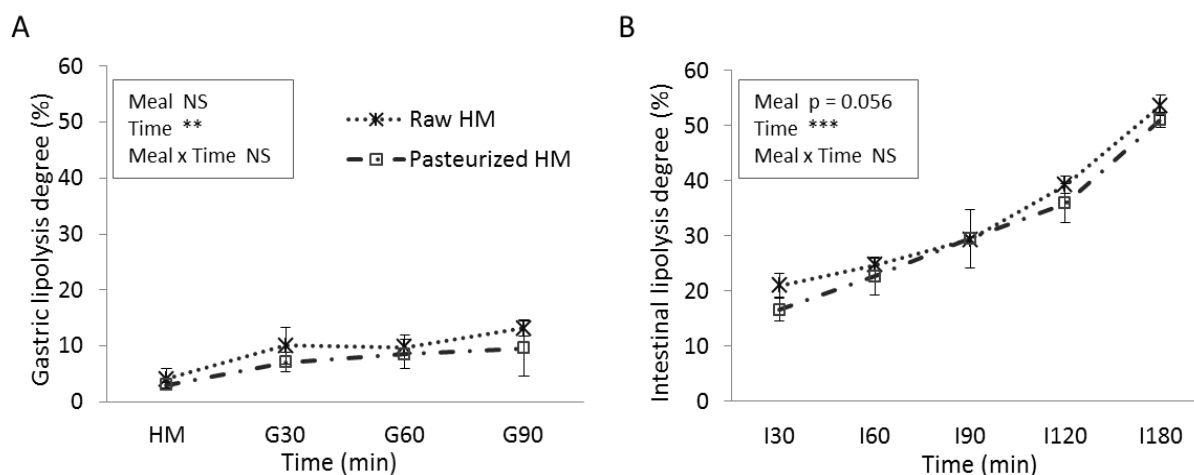 A
Gastric lipolysis degree (%)
60
50
40
30
20
10
0
Meal NS
Time **
Meal x Time NS
Raw HM
Pasteurized HM
HM G30 G60 G90
Time (min)
B
Intestinal lipolysis degree (%)
60
50
40
30
20
10
0
Meal p = 0.056
Time ***
Meal x Time NS
I30 I60 I90 I120 I180
Time (min)